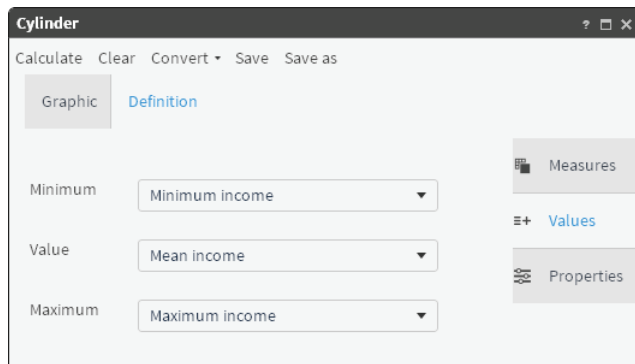 Cylinder ?
Calculate Clear Convert Save Save as
Graphic Definition
Measures
Minimum Minimum income
Values
Value Mean income
Properties
Maximum Maximum income